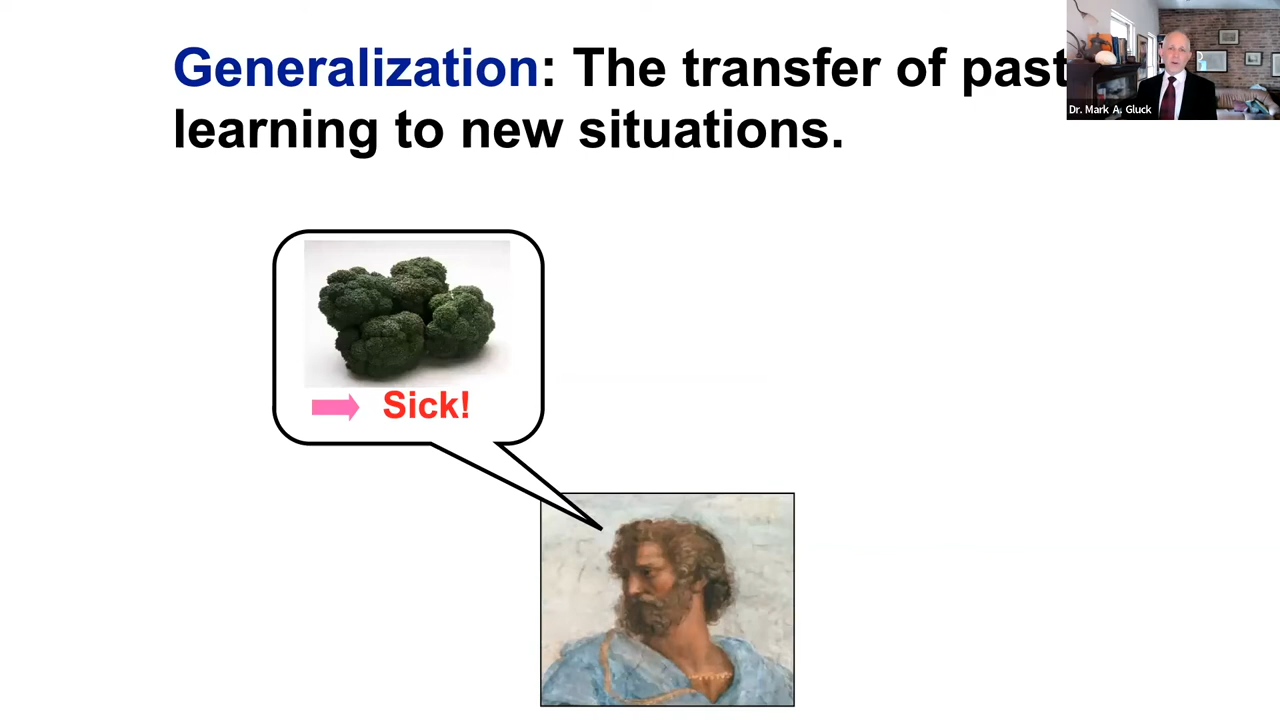 Generalization: The transfer of past
learning to new situations.
Dr. Mark A. Gluck
Sick!